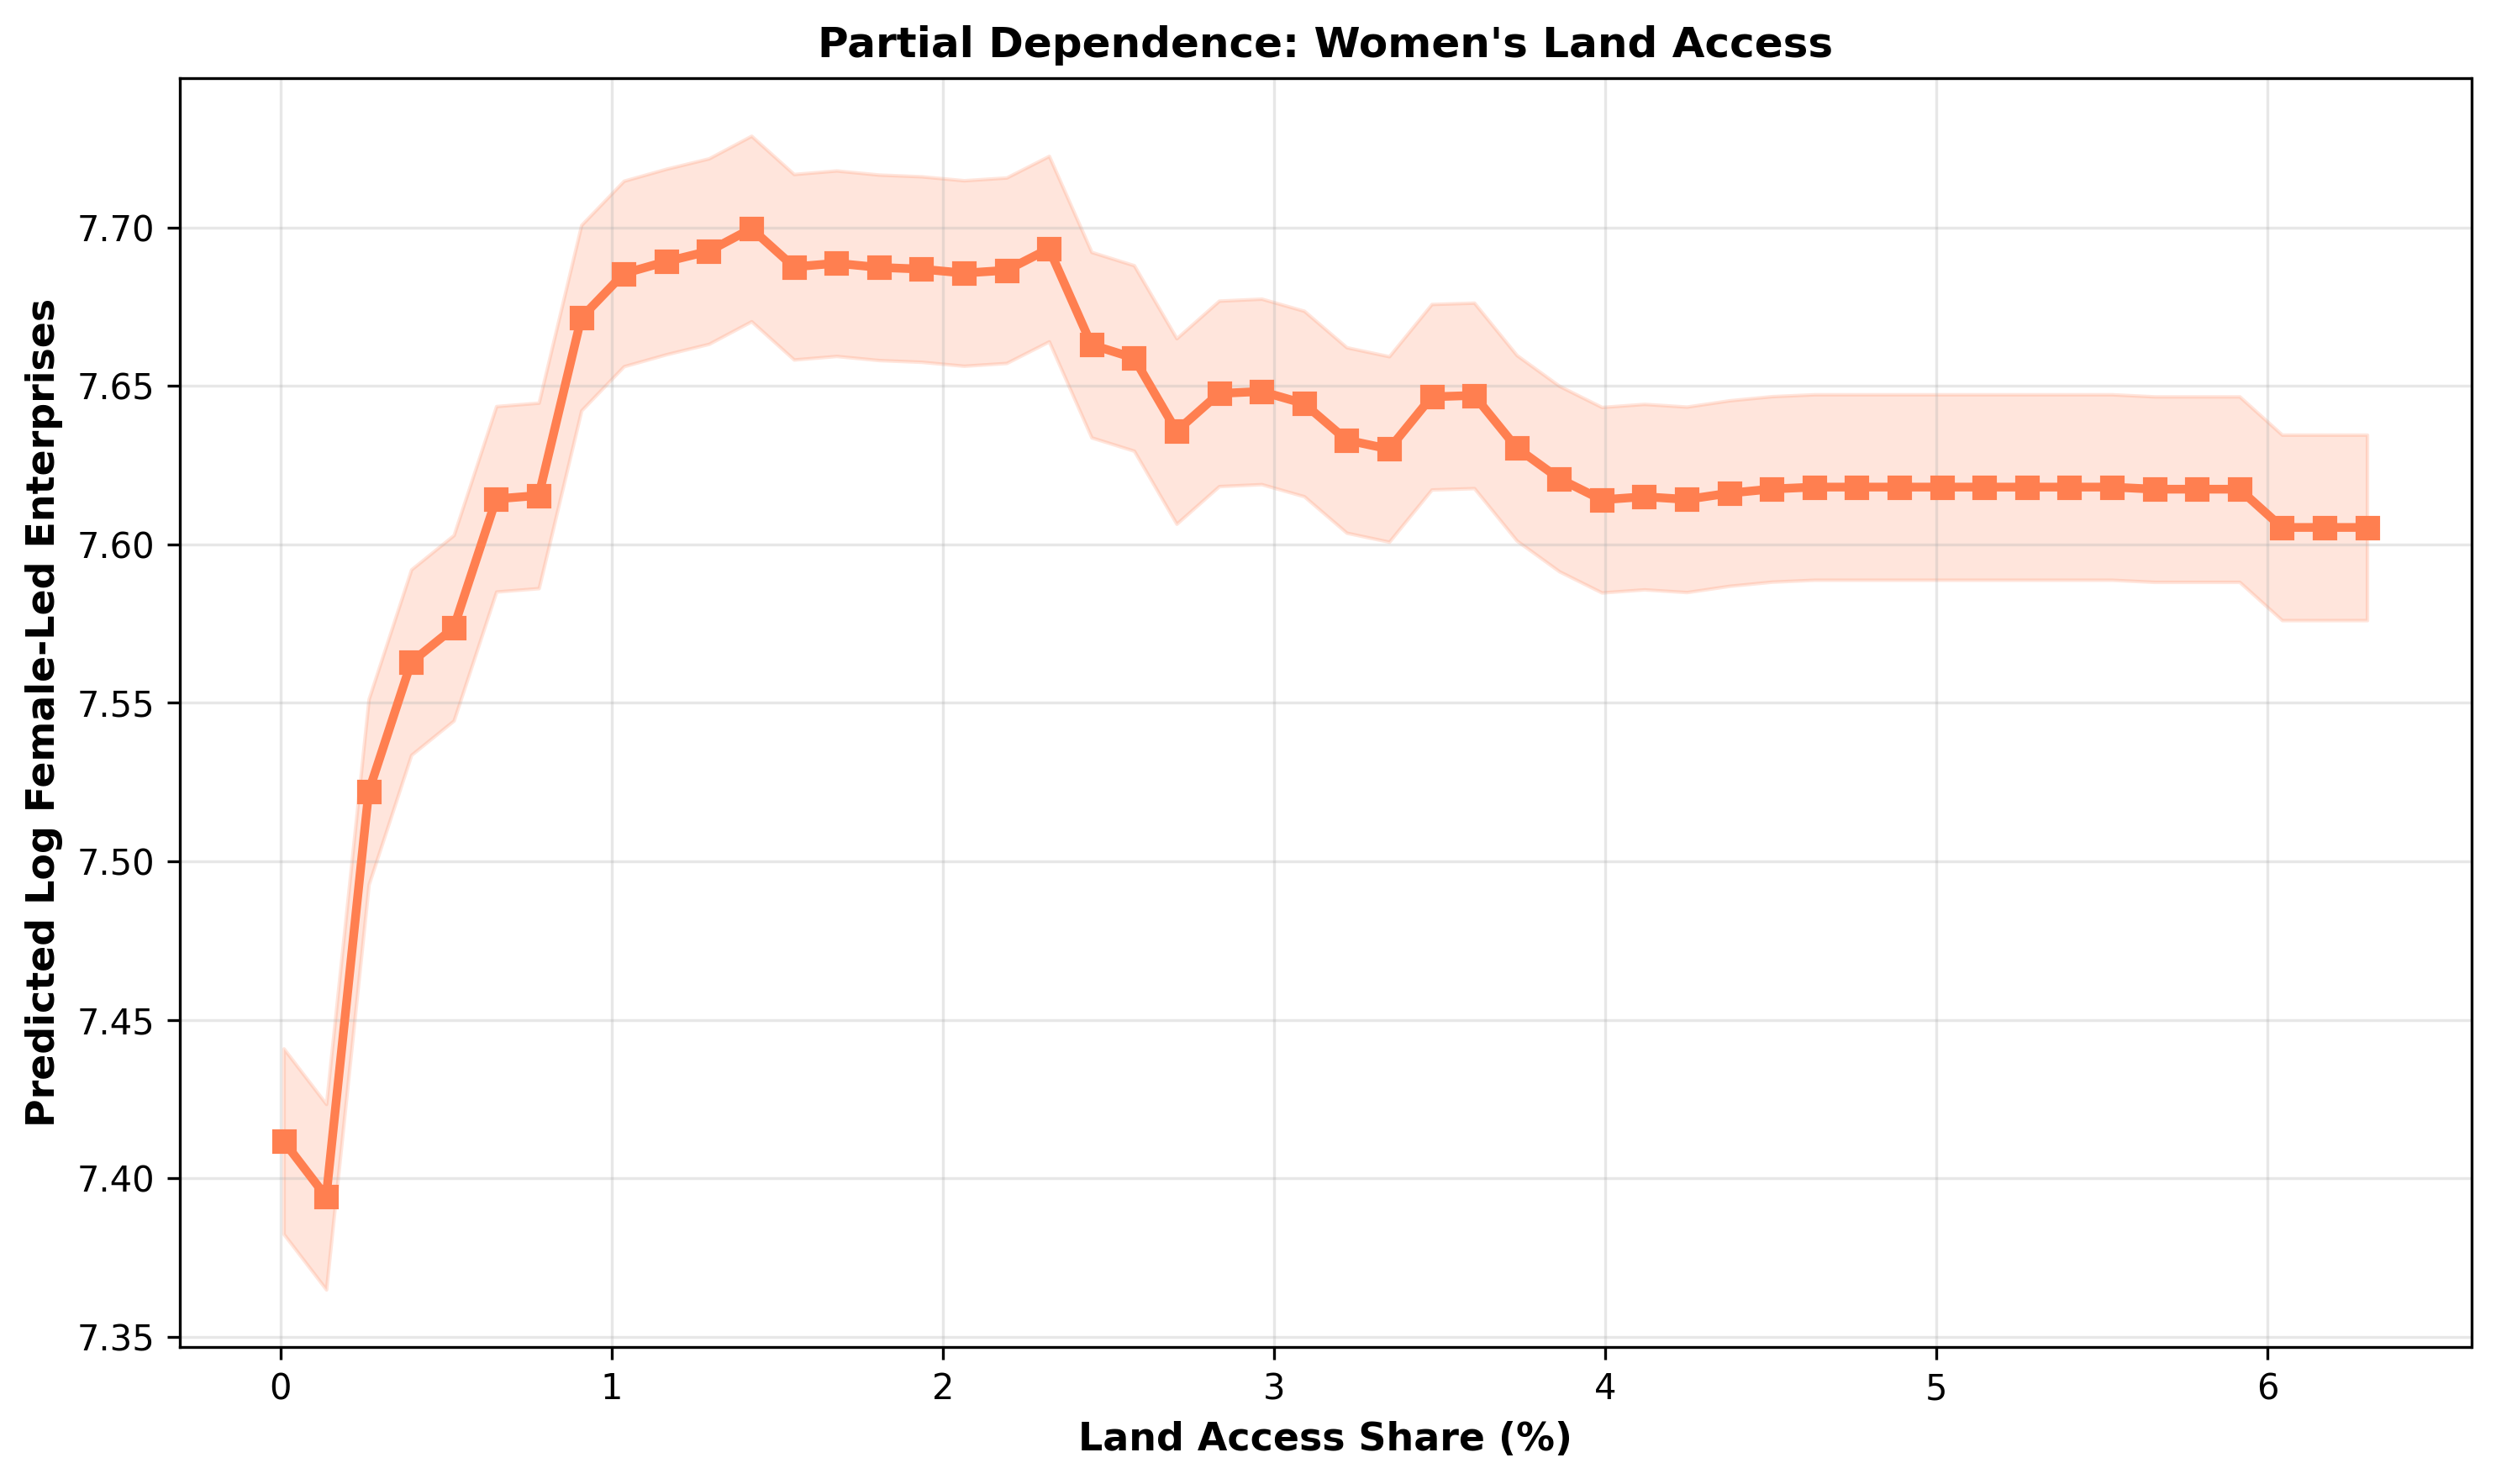 Partial Dependence: Women's Land Access
Predicted Log Female-Led Enterprises
7.70
7.65
7.60
7.55
7.50
7.45
7.40
7.35
0 1 2 3 4 5 6
Land Access Share (%)